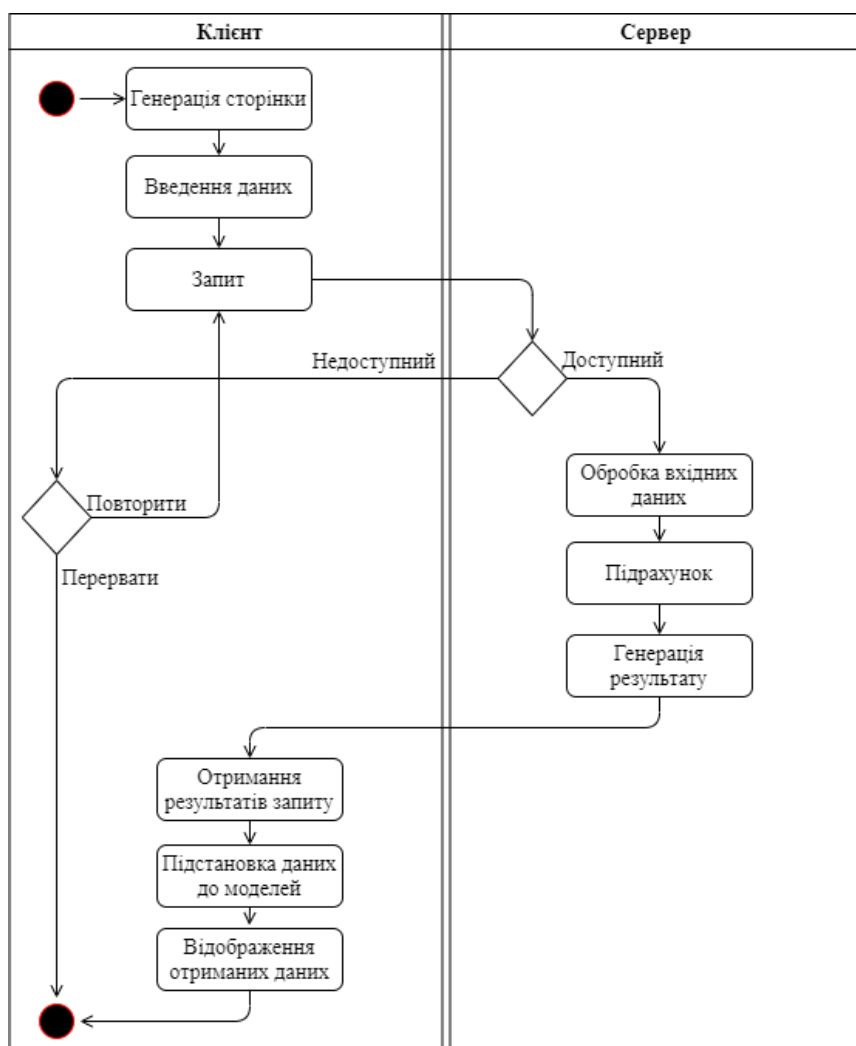 Клієнт
Сервер
Генерація сторінки
Введення даних
Запит
Недоступний
Доступний
Обробка вхідних
даних
Повторити
Перервати
Підрахунок
Генерація
результату
Отримання
результатів запиту
Підстановка даних
до моделей
Відображення
отриманих даних